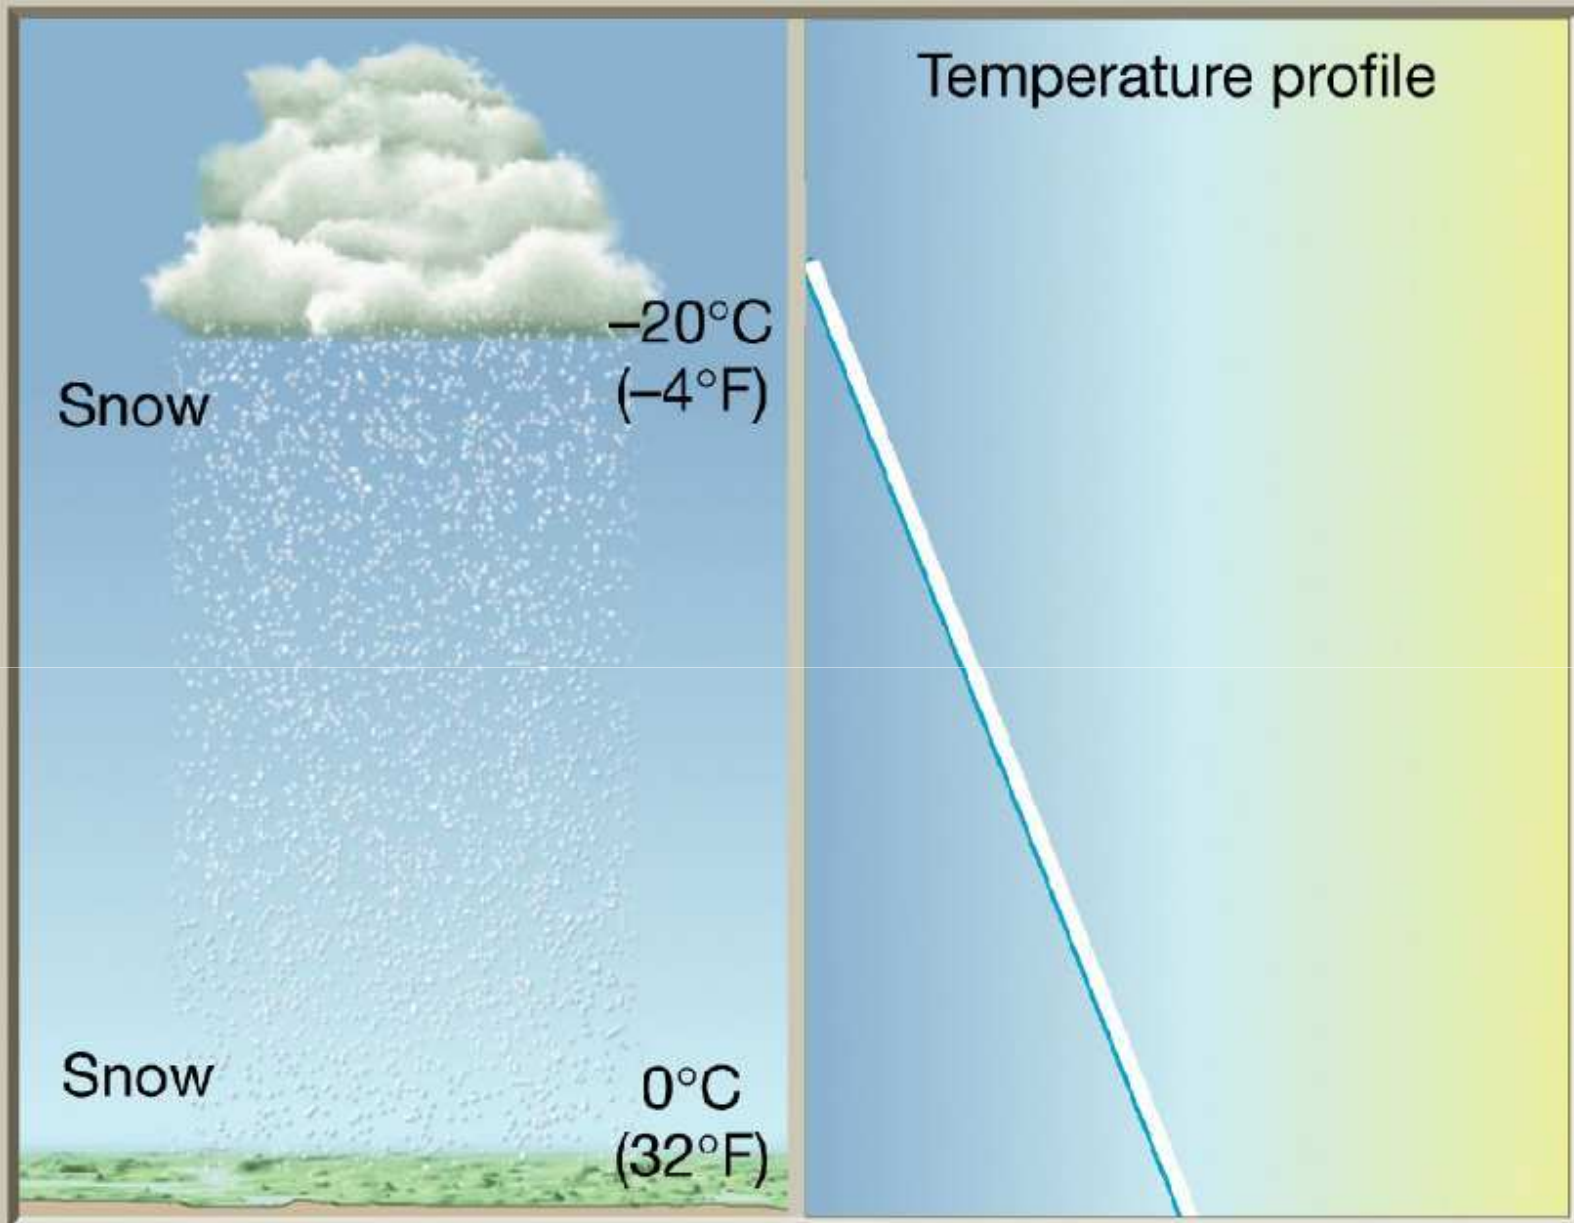 Temperature profile
–20°C
(–4°F)
Snow
Snow
0°C
(32°F)